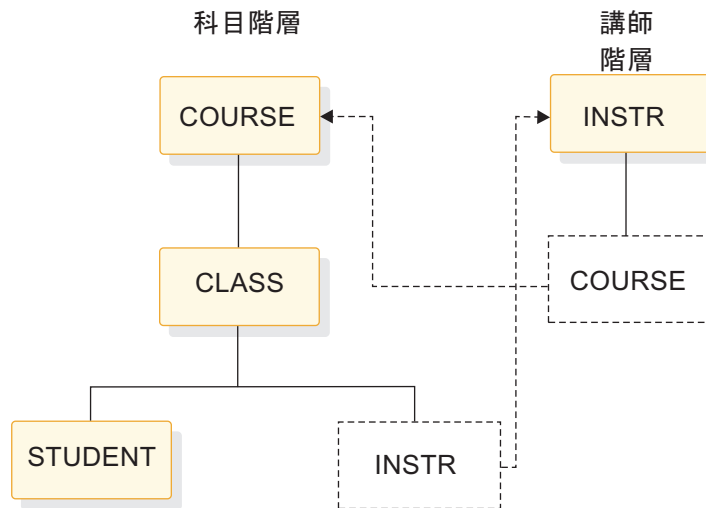 科目階層
講師
階層
COURSE
INSTR
CLASS
COURSE
STUDENT
INSTR